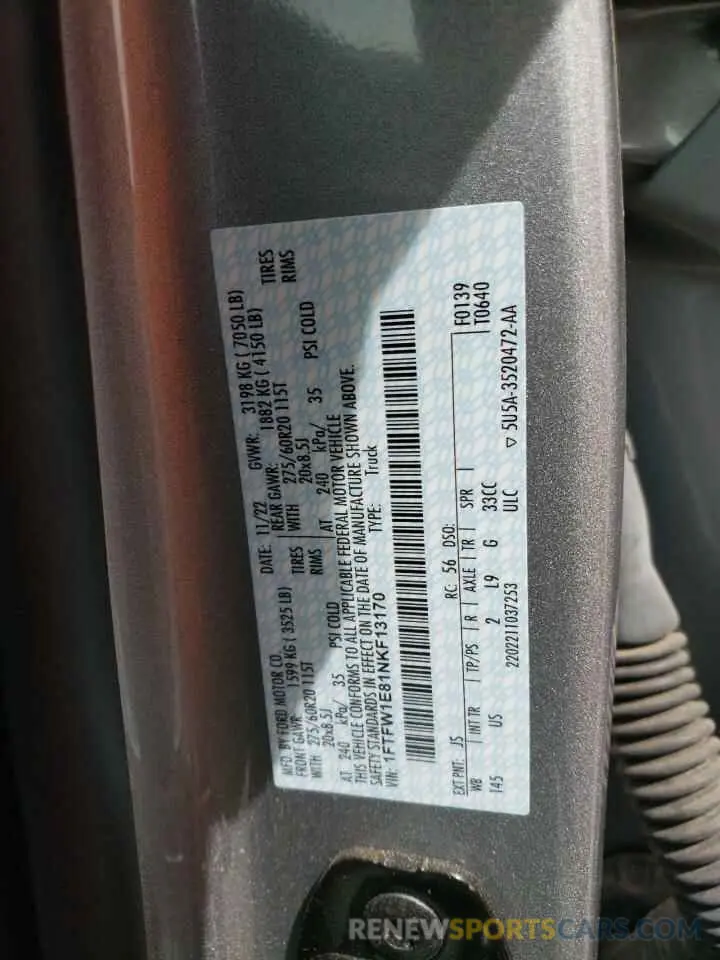 MFD. BY FORD MOTOR CO.
DATE: 11/22 GVWR: 3198 KG ( 7050 LB)
FRONT GAWR: 1599 KG ( 3525 LB) REAR GAWR: 1882 KG ( 4150 LB)
WITH 275/60R20 115T TIRES WITH 275/60R20 115T TIRES
20x8.5J RIMS 20x8.5J RIMS
AT 240 kPa/ 35 PSI COLD AT 240 kPa/ 35 PSI COLD
THIS VEHICLE CONFORMS TO ALL APPLICABLE FEDERAL MOTOR VEHICLE
SAFETY STANDARDS IN EFFECT ON THE DATE OF MANUFACTURE SHOWN ABOVE.
VIN: 1FTFW1E81NKF13170 TYPE: Truck
EXT PNT: JS RC: 56 DSO: F0139
WB INT TR TP/PS R AXLE TR SPR T0640
145 US 2 L9 G 33CC
2202211037253 ULC ▽ 5U5A-3520472-AA
RENEWSPORTSCARS.COM